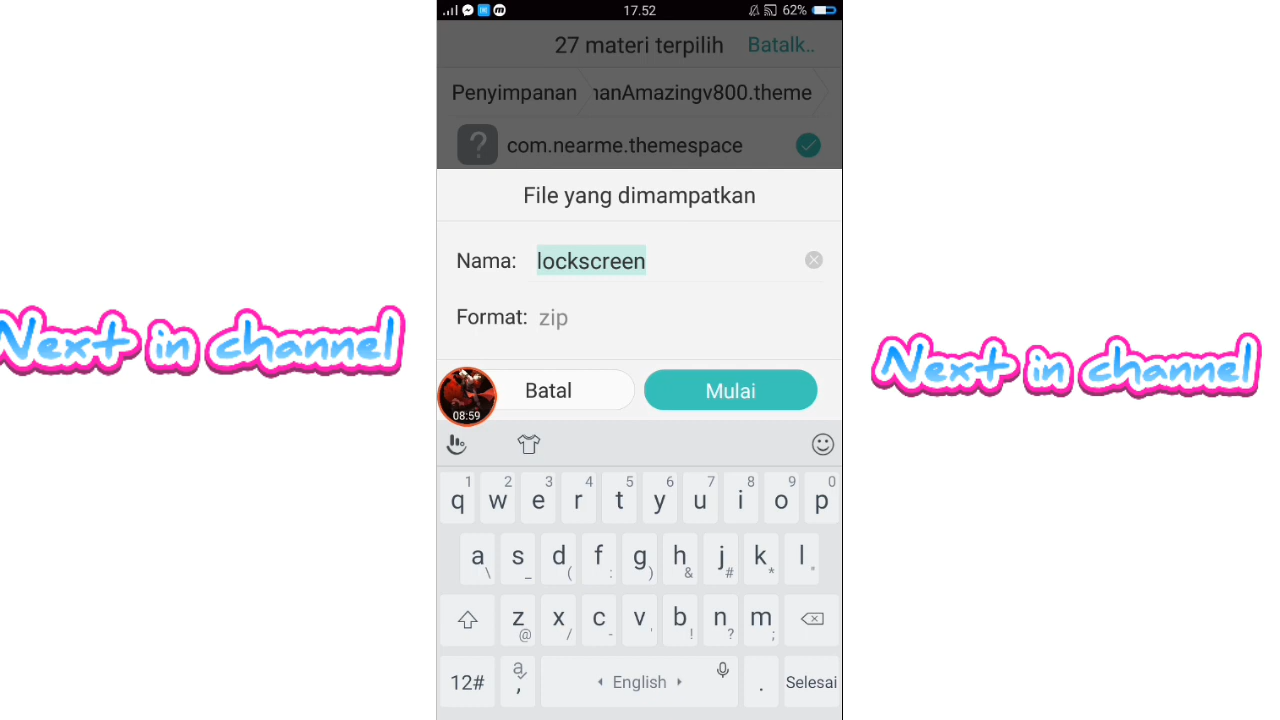 17.52
62%
27 materi terpilih Batalk..
Penyimpanan nanAmazingv800.theme
com.nearme.themespace
File yang dimampatkan
Nama: lockscreen
Format: zip
Batal Mulai
08:59
Next in channel
Next in channel
1 2 3 4 5 6 7 8 9 0
q w e r t y u i o p
a s d f g h j k l
\ _ ( : ) & # * "
z x c v b n m
@ / - ' ! ? ;
12# , English . Selesai